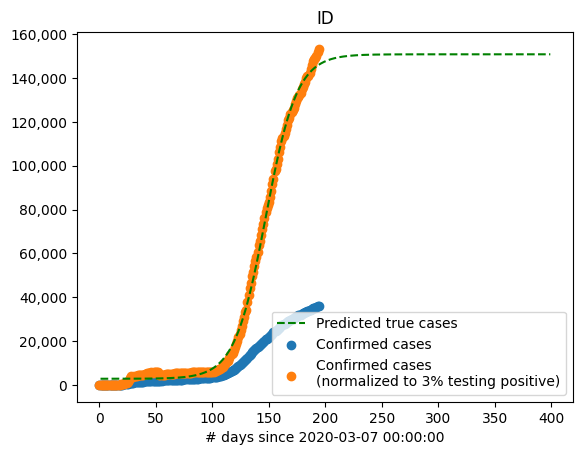 ID
160,000
140,000
120,000
100,000
80,000
60,000
40,000
20,000
0
Predicted true cases
Confirmed cases
Confirmed cases
(normalized to 3% testing positive)
0 50 100 150 200 250 300 350 400
# days since 2020-03-07 00:00:00